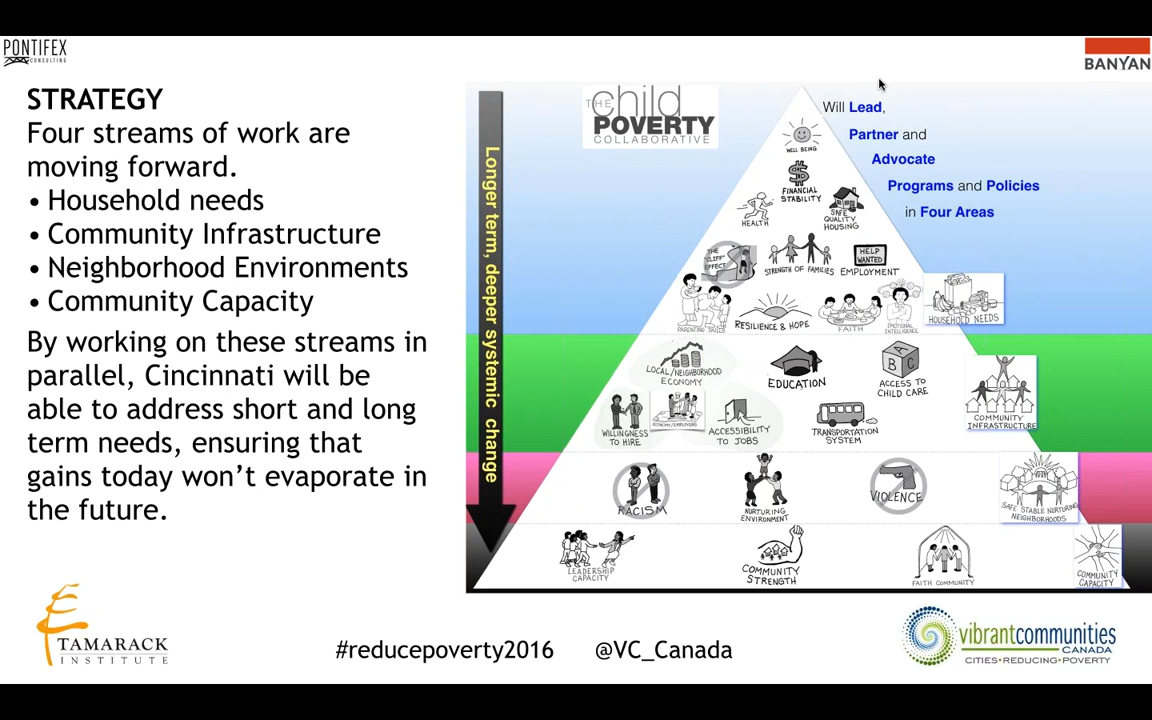 PONTIFEX
CONSULTING
BANYAN
STRATEGY
Four streams of work are
moving forward.
• Household needs
• Community Infrastructure
• Neighborhood Environments
• Community Capacity
By working on these streams in
parallel, Cincinnati will be
able to address short and long
term needs, ensuring that
gains today won’t evaporate in
the future.
Longer term, deeper systemic change
THE
child
POVERTY
COLLABORATIVE
Will Lead,
Partner and
Advocate
Programs and Policies
in Four Areas
WELL BEING
$
FINANCIAL
STABILITY
HEALTH
SAFE
QUALITY
HOUSING
THE
"CLIFF"
EFFECT
STRENGTH OF FAMILIES
HELP
WANTED
EMPLOYMENT
PARENTING SKILLS
RESILIENCE & HOPE
FAITH
EMOTIONAL
INTELLIGENCE
HOUSEHOLD NEEDS
LOCAL/NEIGHBORHOOD
ECONOMY
EDUCATION
A
B C
ACCESS TO
CHILD CARE
WILLINGNESS
TO HIRE
ECONOMY/EMPLOYERS
ACCESSIBILITY
TO JOBS
TRANSPORTATION
SYSTEM
COMMUNITY
INFRASTRUCTURE
RACISM
NURTURING
ENVIRONMENT
VIOLENCE
SAFE STABLE NURTURING
NEIGHBORHOODS
LEADERSHIP
CAPACITY
COMMUNITY
STRENGTH
FAITH COMMUNITY
COMMUNITY
CAPACITY
TAMARACK
INSTITUTE
#reducepoverty2016 @VC_Canada
vibrantcommunities
CANADA
CITIES•REDUCING•POVERTY